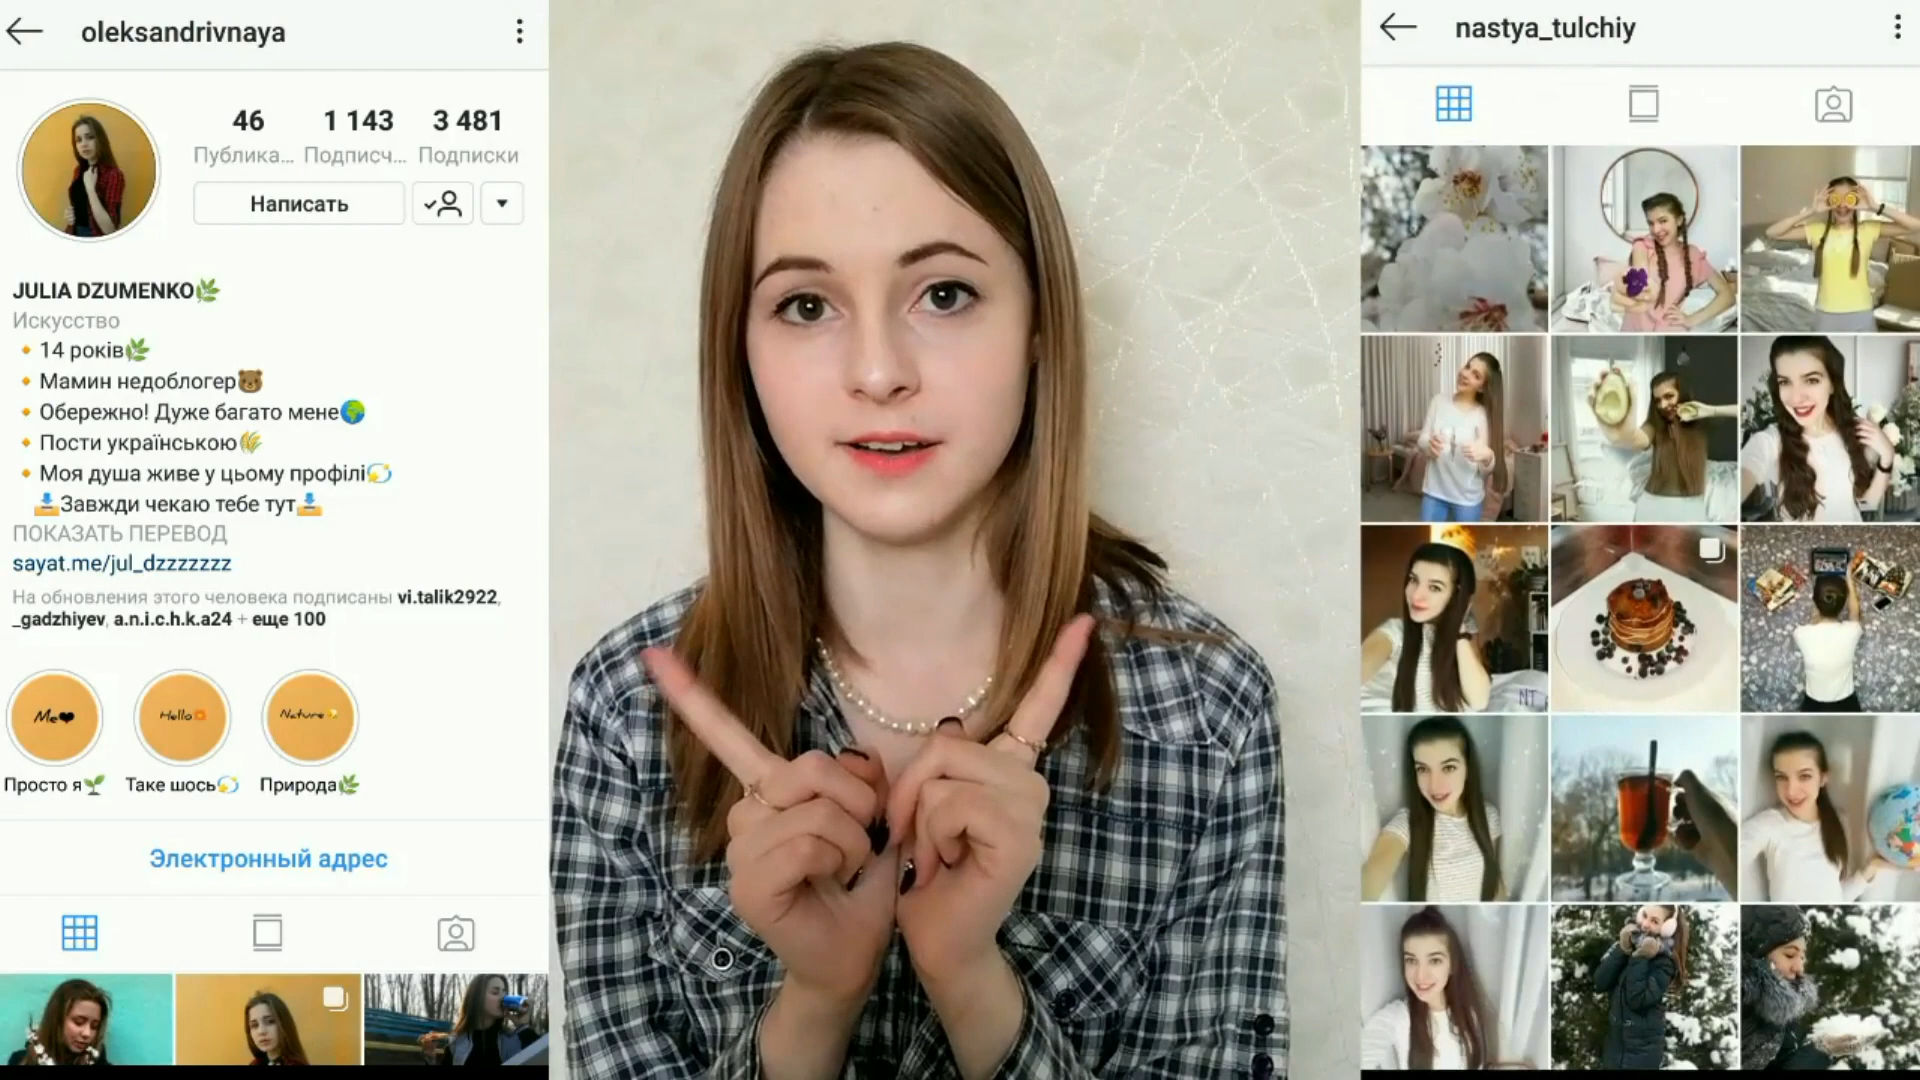 oleksandrivnaya
46 1 143 3 481
Публика... Подписч... Подписки
Написать
JULIA DZUMENKO🌿
Искусство
🔸14 років🌿
🔸Мамин недоблогер🐻
🔸Обережно! Дуже багато мене🌍
🔸Пости українською🌾
🔸Моя душа живе у цьому профілі💫
📥Завжди чекаю тебе тут📥
ПОКАЗАТЬ ПЕРЕВОД
sayat.me/jul_dzzzzzzz
На обновления этого человека подписаны vi.talik2922,
_gadzhiyev, a.n.i.c.h.k.a24 + еще 100
Me❤ Hello💥 Nature💫
Просто я🌱 Таке шось💫 Природа🌿
Электронный адрес
nastya_tulchiy
NT